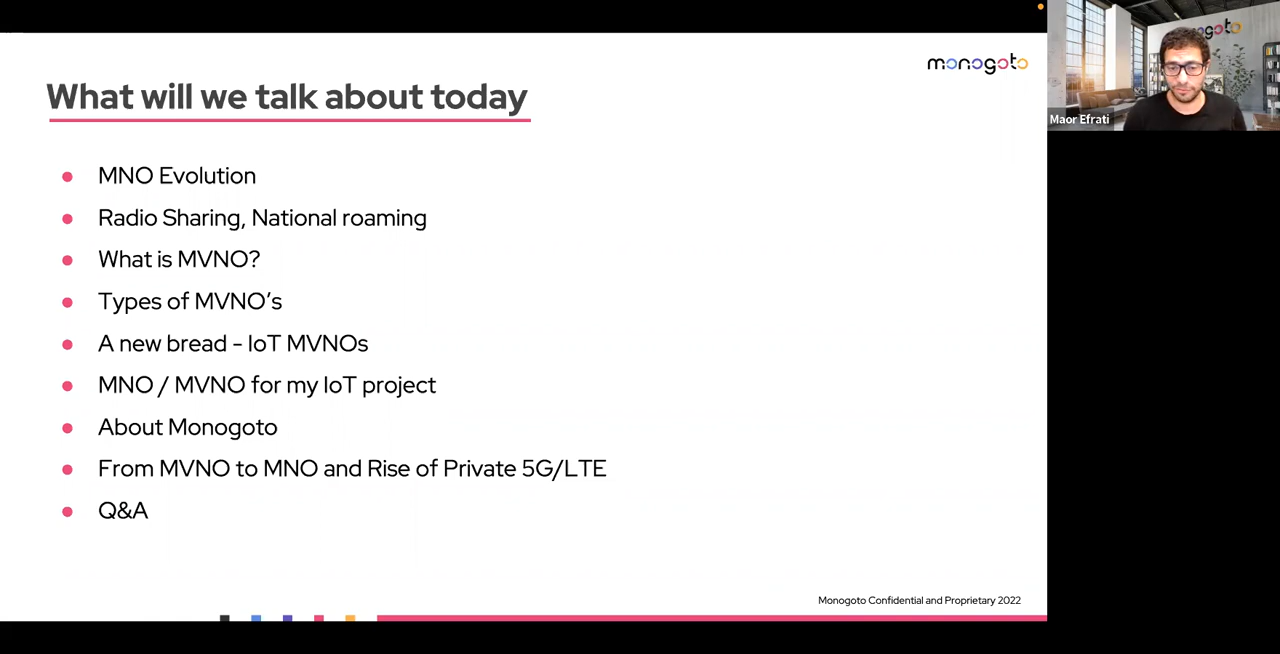 monogoto
What will we talk about today
MNO Evolution
Radio Sharing, National roaming
What is MVNO?
Types of MVNO’s
A new bread - IoT MVNOs
MNO / MVNO for my IoT project
About Monogoto
From MVNO to MNO and Rise of Private 5G/LTE
Q&A
Monogoto Confidential and Proprietary 2022
monogoto
Maor Efrati